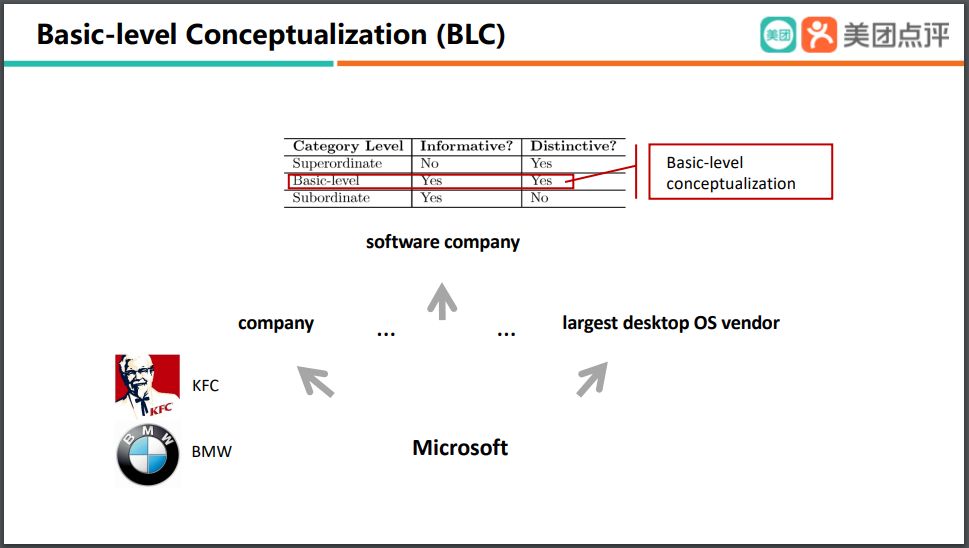 Basic-level Conceptualization (BLC)
美团
美团点评
Category Level Informative? Distinctive?
Superordinate No Yes
Basic-level Yes Yes
Subordinate Yes No
Basic-level
conceptualization
software company
company
...
...
largest desktop OS vendor
KFC
KFC
BMW
BMW
Microsoft